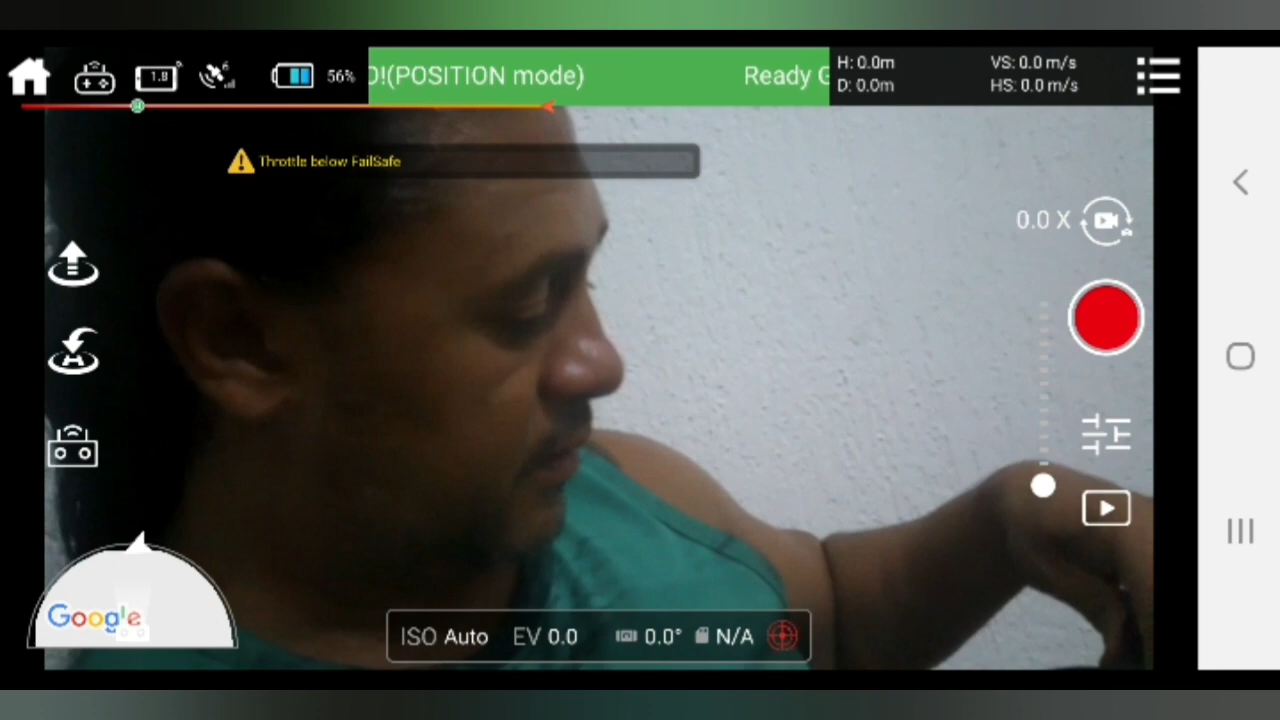 1.8
6
56%
O!(POSITION mode)
Ready G
H: 0.0m
VS: 0.0 m/s
D: 0.0m
HS: 0.0 m/s
Throttle below FailSafe
0.0 X
Google
ISO Auto EV 0.0 0.0° N/A